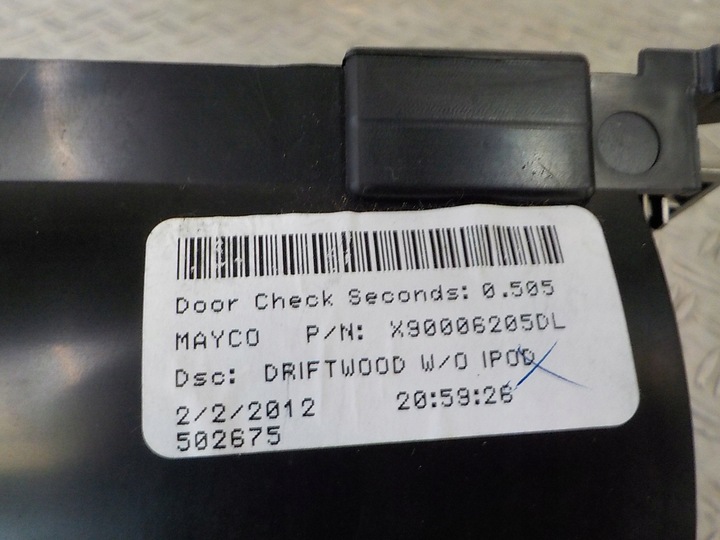 Door Check Seconds: 0.505
MAYCO P/N: X90006205DL
Dsc: DRIFTWOOD W/O IPOD
2/2/2012 20:59:26
502675